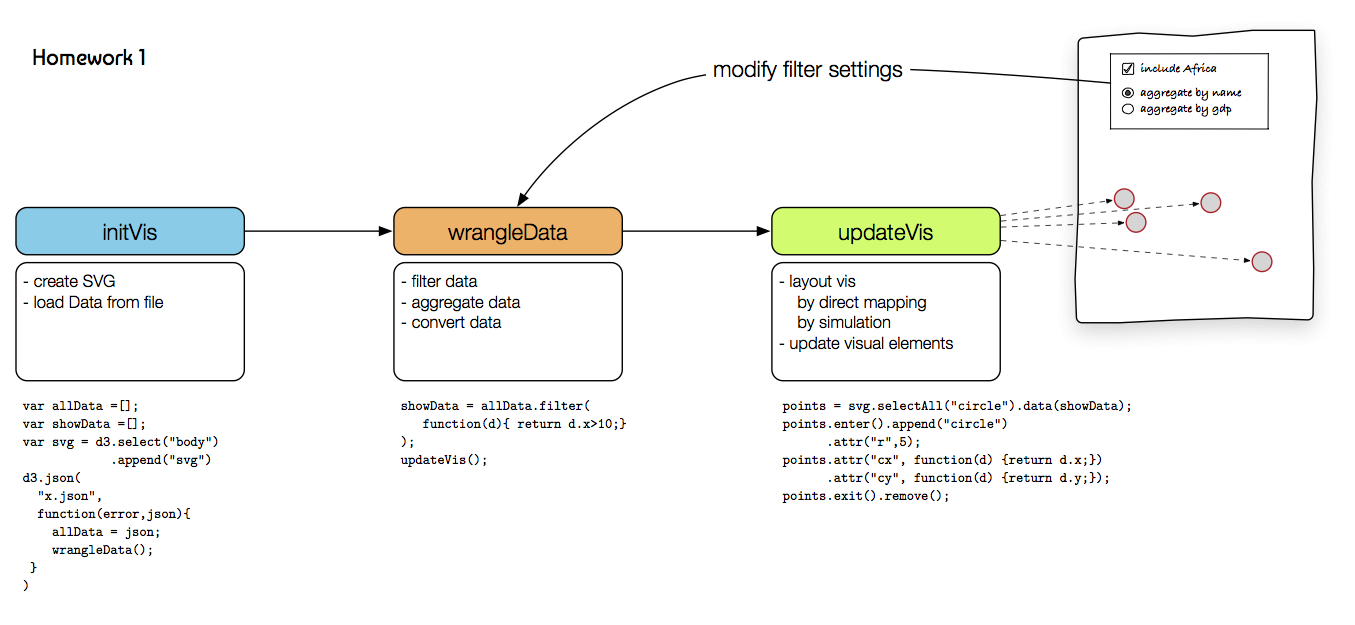 Homework 1
modify filter settings
include Africa
aggregate by name
aggregate by gdp
initVis
- create SVG
- load Data from file
var allData =[];
var showData =[];
var svg = d3.select("body")
.append("svg")
d3.json(
"x.json",
function(error,json){
allData = json;
wrangleData();
}
)
wrangleData
- filter data
- aggregate data
- convert data
showData = allData.filter(
function(d){ return d.x>10;}
);
updateVis();
updateVis
- layout vis
by direct mapping
by simulation
- update visual elements
points = svg.selectAll("circle").data(showData);
points.enter().append("circle")
.attr("r",5);
points.attr("cx", function(d) {return d.x;})
.attr("cy", function(d) {return d.y;});
points.exit().remove();